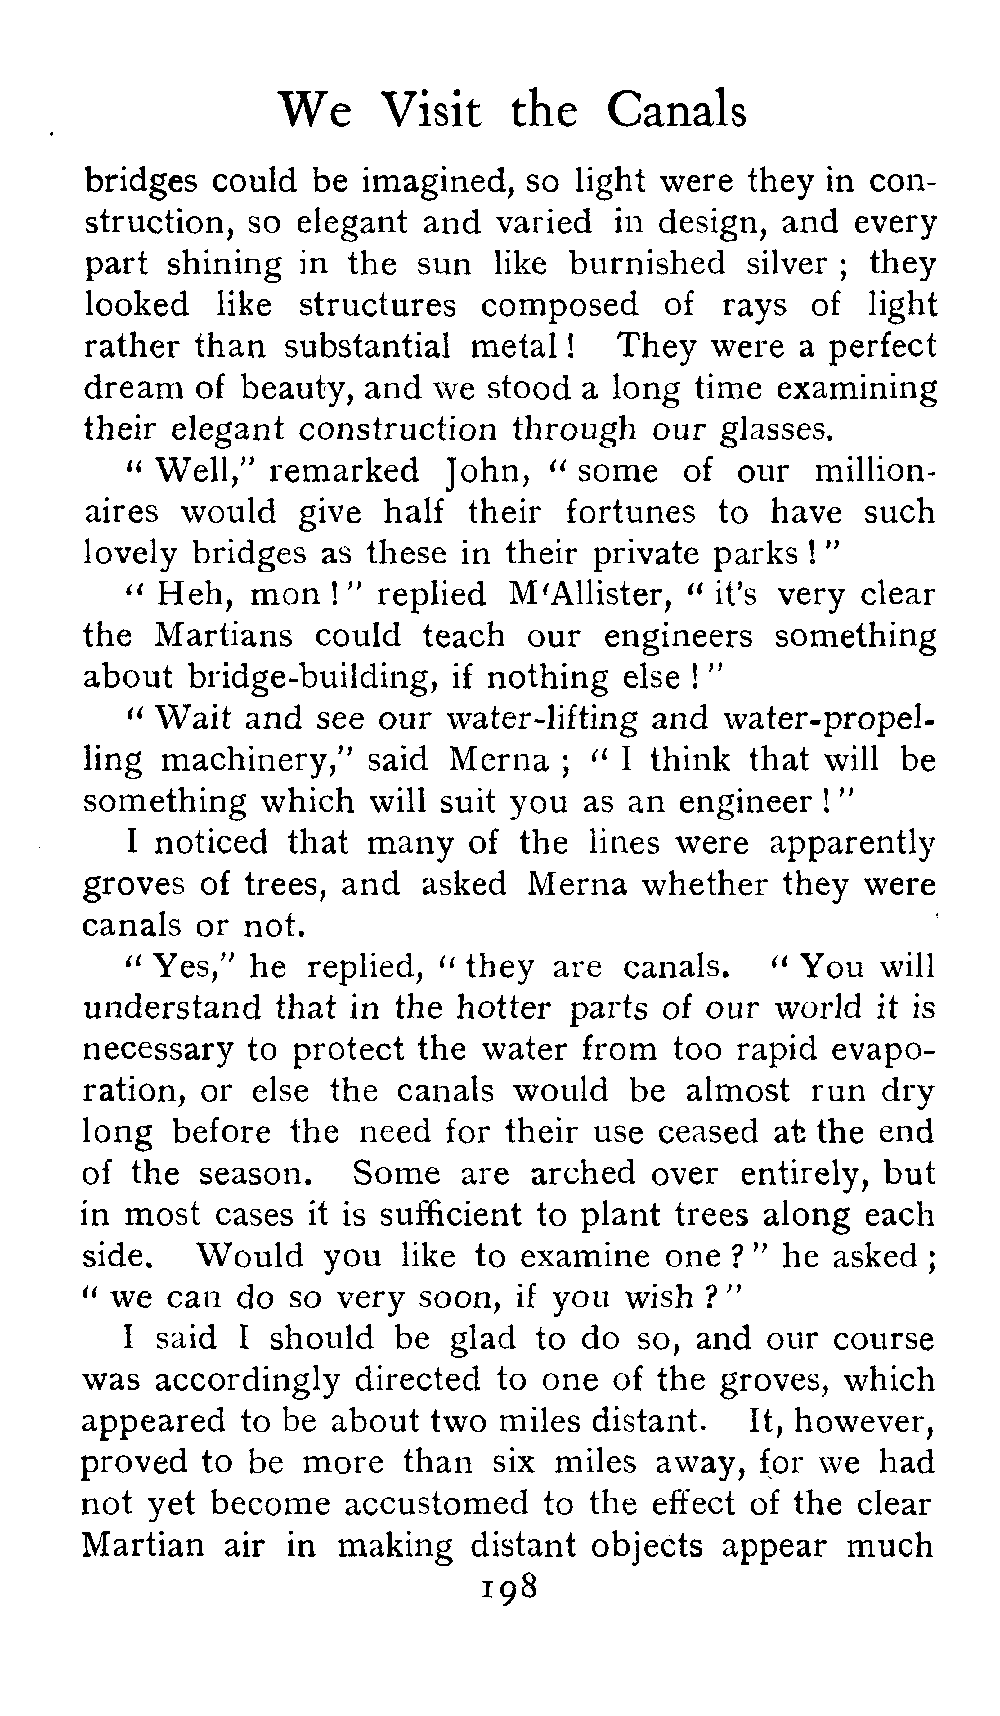 We Visit the Canals
bridges could be imagined, so light were they in con-
struction, so elegant and varied in design, and every
part shining in the sun like burnished silver ; they
looked like structures composed of rays of light
rather than substantial metal ! They were a perfect
dream of beauty, and we stood a long time examining
their elegant construction through our glasses.
“ Well,” remarked John, “ some of our million-
aires would give half their fortunes to have such
lovely bridges as these in their private parks ! ”
“ Heh, mon ! ” replied M‘Allister, “ it's very clear
the Martians could teach our engineers something
about bridge-building, if nothing else ! ”
“ Wait and see our water-lifting and water-propel-
ling machinery,” said Merna ; “ I think that will be
something which will suit you as an engineer ! ”
I noticed that many of the lines were apparently
groves of trees, and asked Merna whether they were
canals or not.
“ Yes,” he replied, “ they are canals. “ You will
understand that in the hotter parts of our world it is
necessary to protect the water from too rapid evapo-
ration, or else the canals would be almost run dry
long before the need for their use ceased at the end
of the season. Some are arched over entirely, but
in most cases it is sufficient to plant trees along each
side. Would you like to examine one ? ” he asked ;
“ we can do so very soon, if you wish ? ”
I said I should be glad to do so, and our course
was accordingly directed to one of the groves, which
appeared to be about two miles distant. It, however,
proved to be more than six miles away, for we had
not yet become accustomed to the effect of the clear
Martian air in making distant objects appear much
198